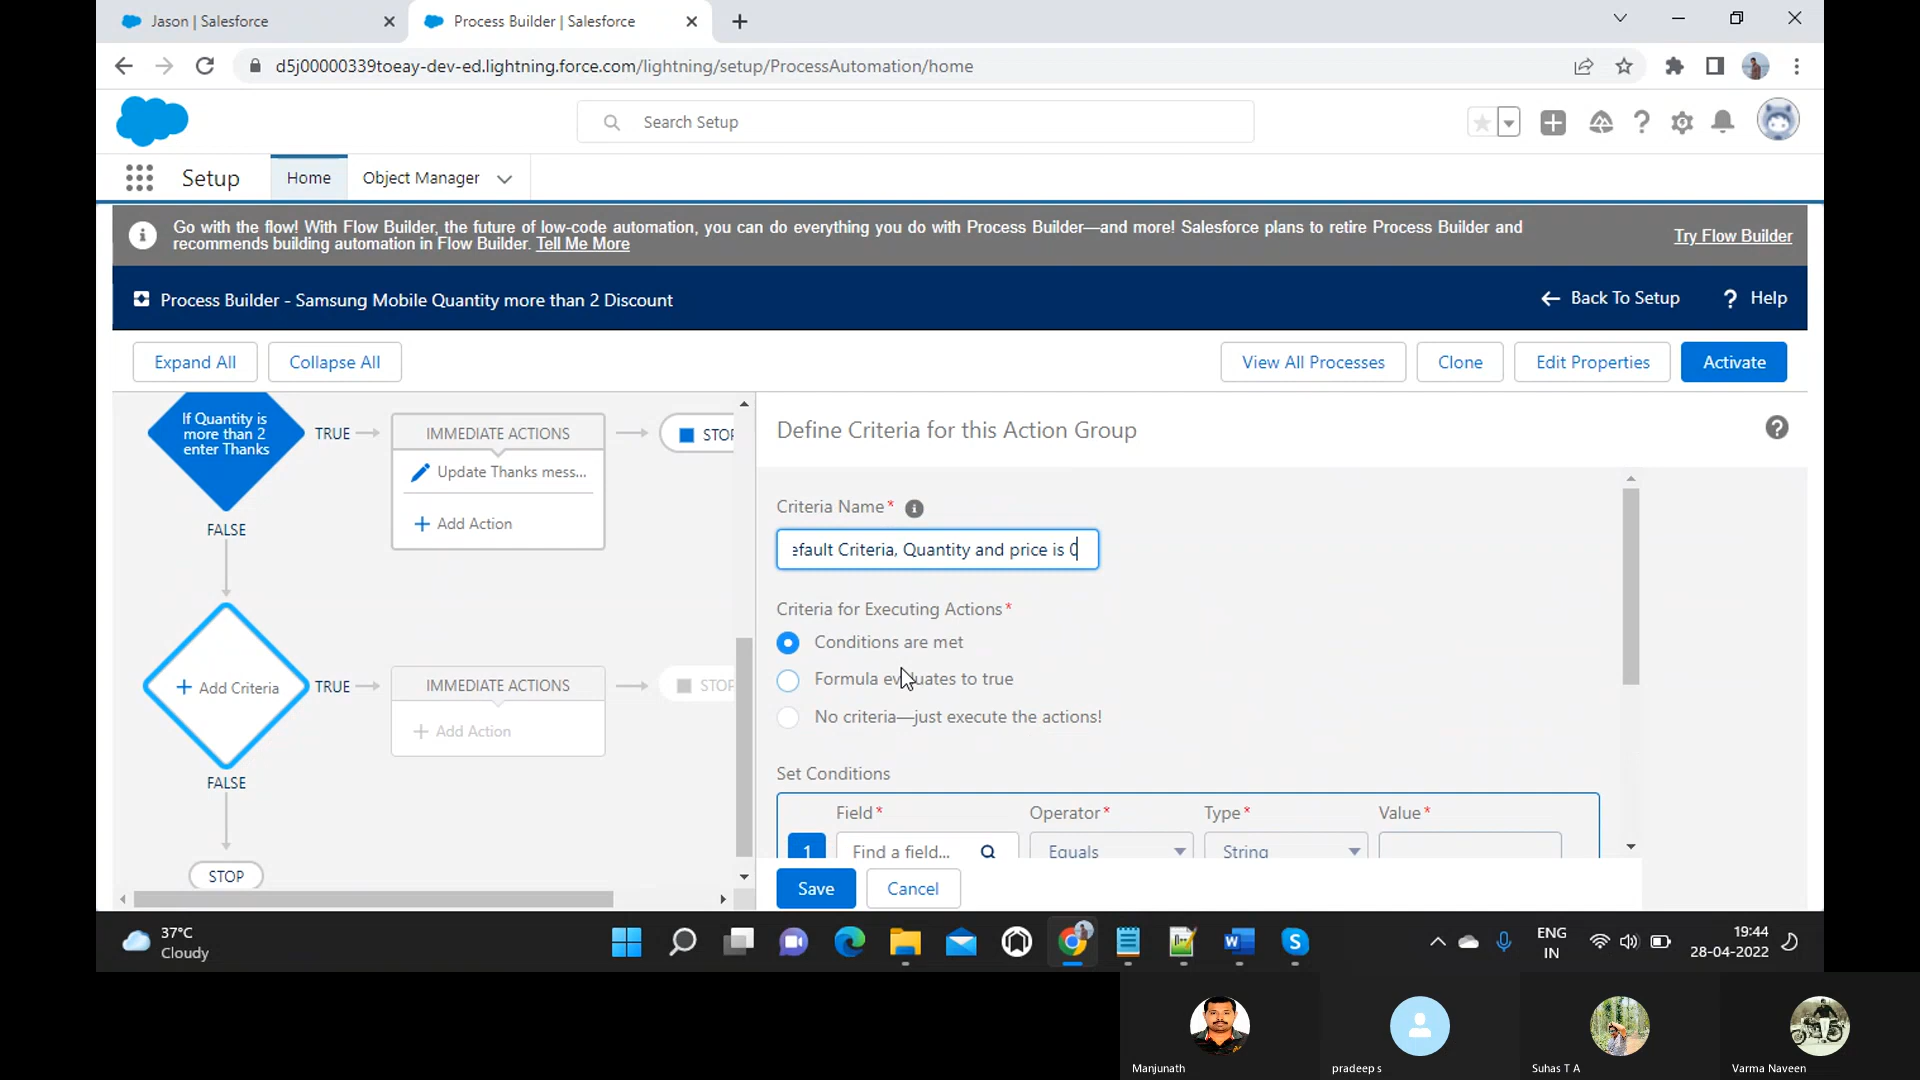 Jason | Salesforce
Process Builder | Salesforce
d5j00000339toeay-dev-ed.lightning.force.com/lightning/setup/ProcessAutomation/home
Search Setup
Setup
Home
Object Manager
Go with the flow! With Flow Builder, the future of low-code automation, you can do everything you do with Process Builder—and more! Salesforce plans to retire Process Builder and
recommends building automation in Flow Builder. Tell Me More
Try Flow Builder
Process Builder - Samsung Mobile Quantity more than 2 Discount
Back To Setup
? Help
Expand All
Collapse All
View All Processes
Clone
Edit Properties
Activate
If Quantity is
more than 2
enter Thanks
TRUE
IMMEDIATE ACTIONS
STOP
Update Thanks mess...
+ Add Action
FALSE
+ Add Criteria
TRUE
IMMEDIATE ACTIONS
STOP
+ Add Action
FALSE
STOP
Define Criteria for this Action Group
Criteria Name*
efault Criteria, Quantity and price is 0
Criteria for Executing Actions*
Conditions are met
Formula evaluates to true
No criteria—just execute the actions!
Set Conditions
Field*
Operator*
Type*
Value*
1
Find a field...
Equals
String
Save
Cancel
37°C
Cloudy
ENG
IN
19:44
28-04-2022
Manjunath
pradeep s
Suhas T A
Varma Naveen